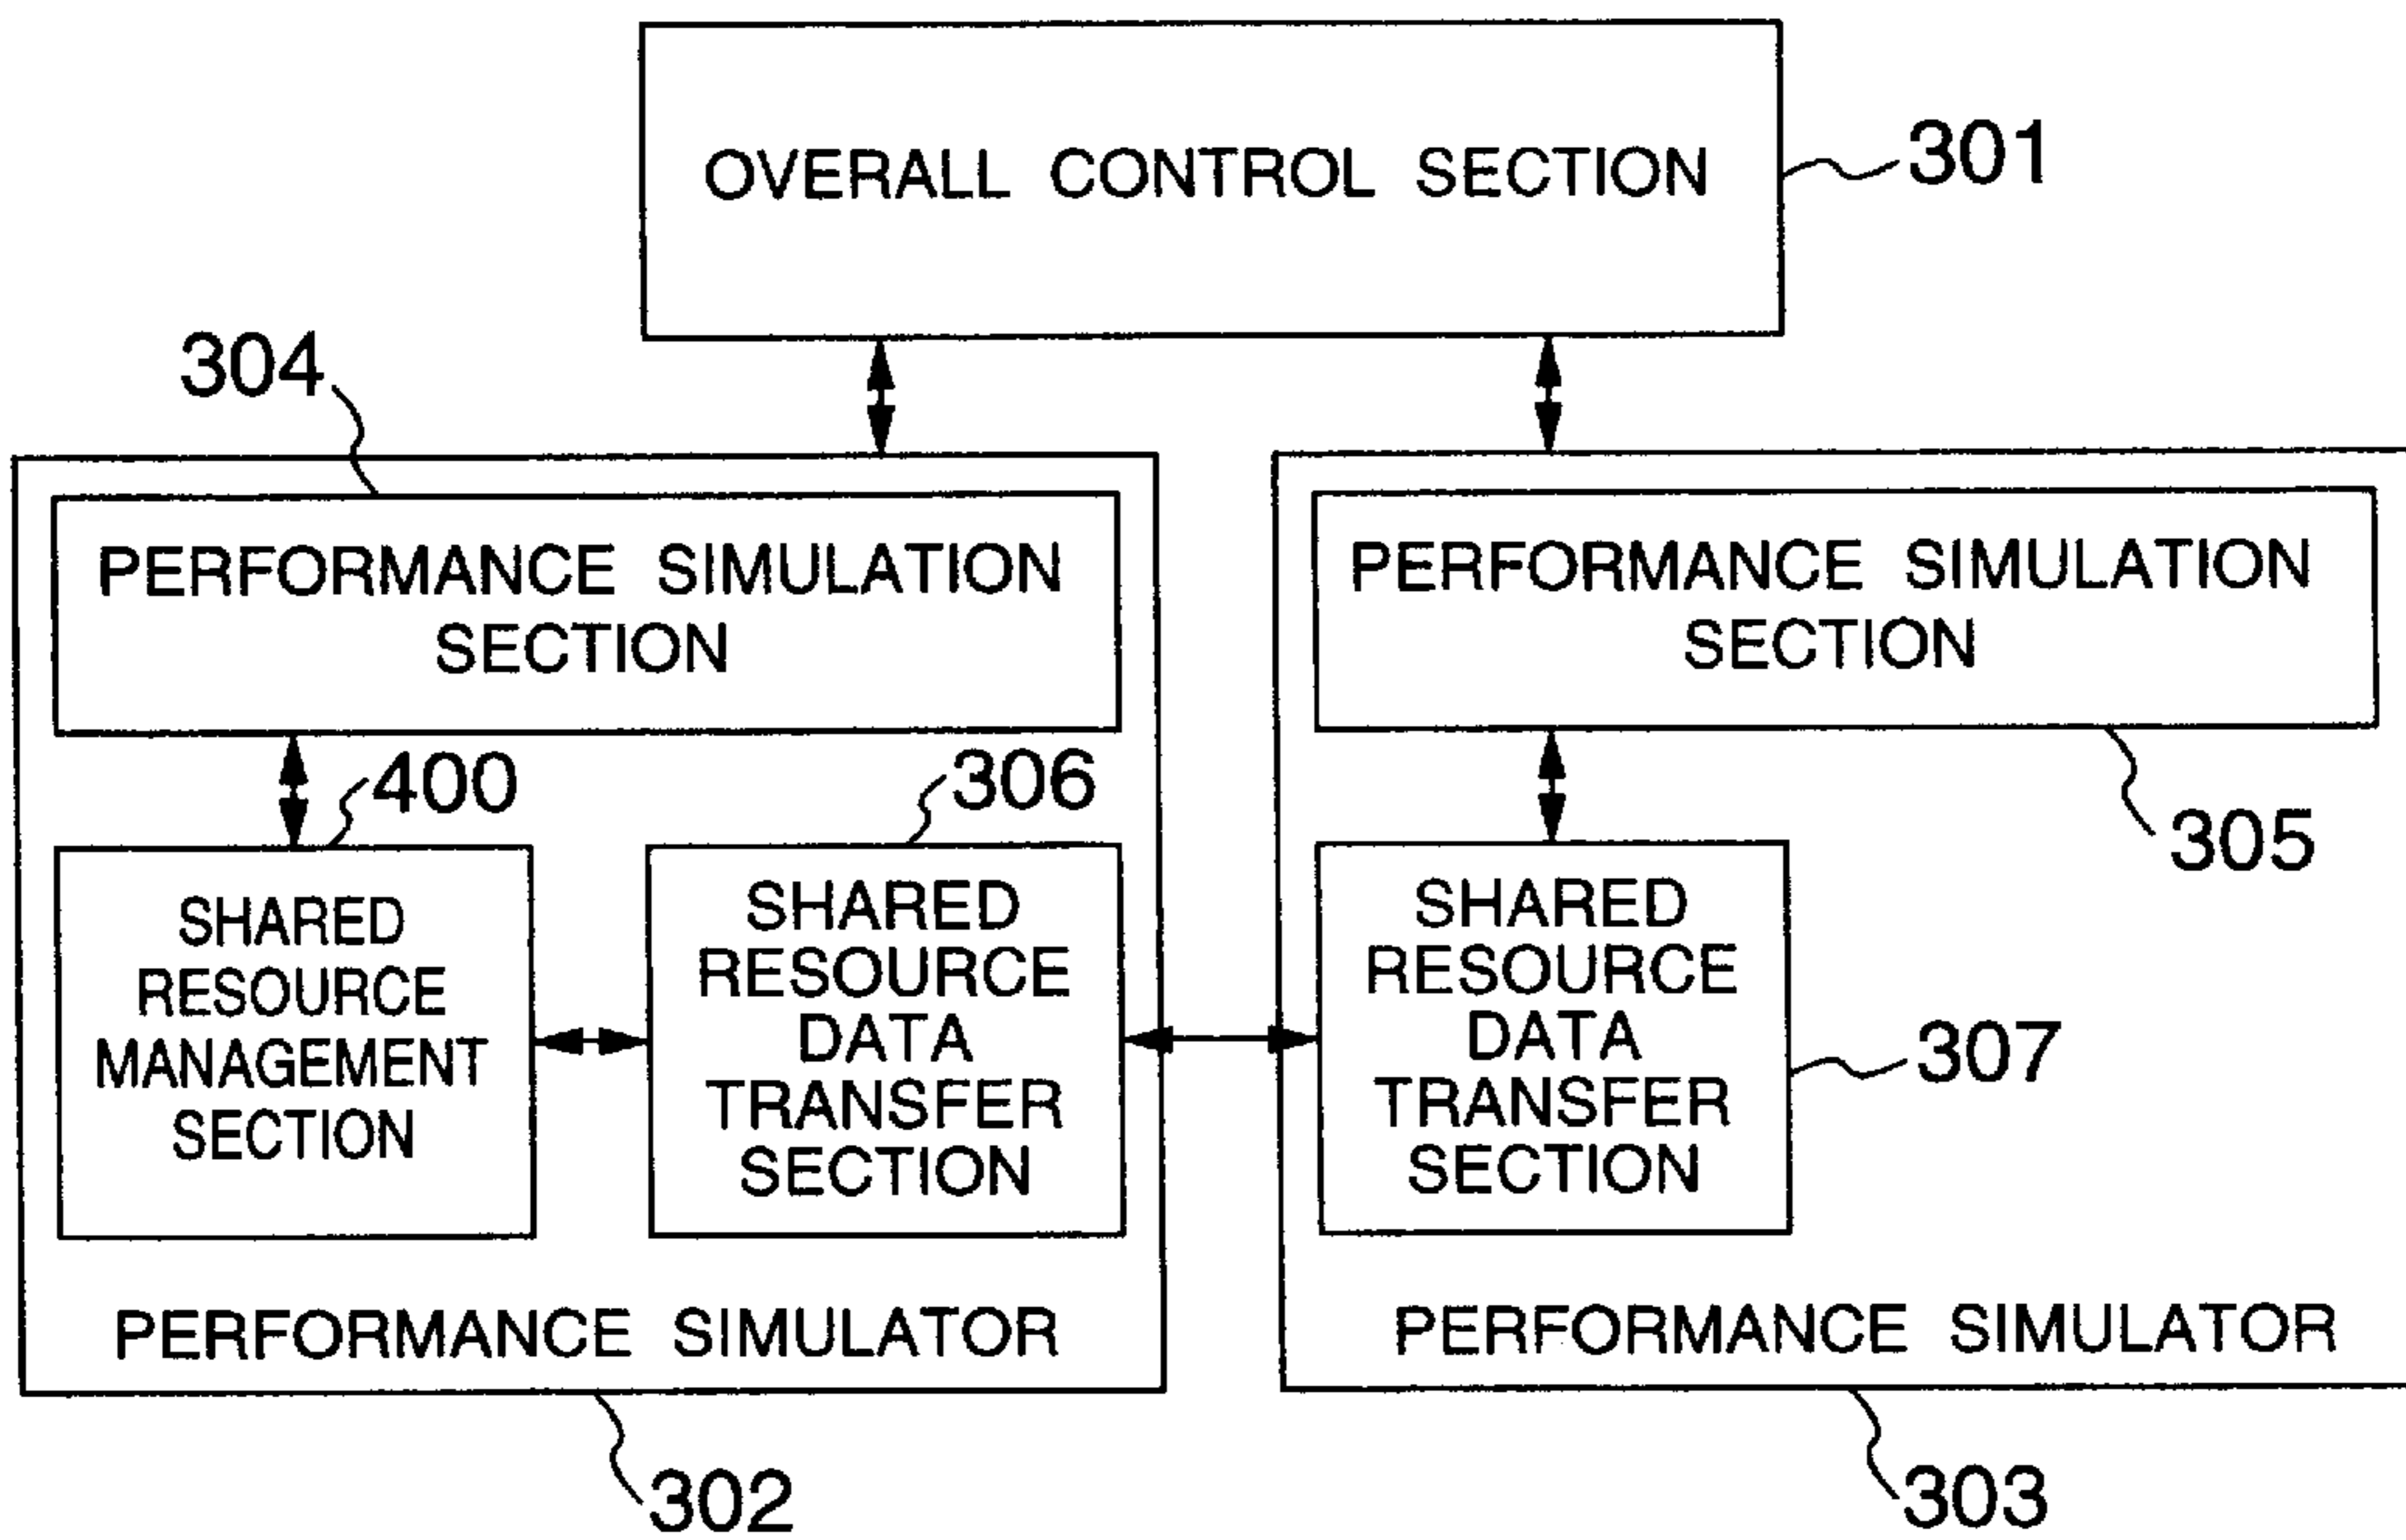 OVERALL CONTROL SECTION
301
304
PERFORMANCE SIMULATION
SECTION
PERFORMANCE SIMULATION
SECTION
400
306
305
SHARED
RESOURCE
MANAGEMENT
SECTION
SHARED
RESOURCE
DATA
TRANSFER
SECTION
SHARED
RESOURCE
DATA
TRANSFER
SECTION
307
PERFORMANCE SIMULATOR
PERFORMANCE SIMULATOR
302
303